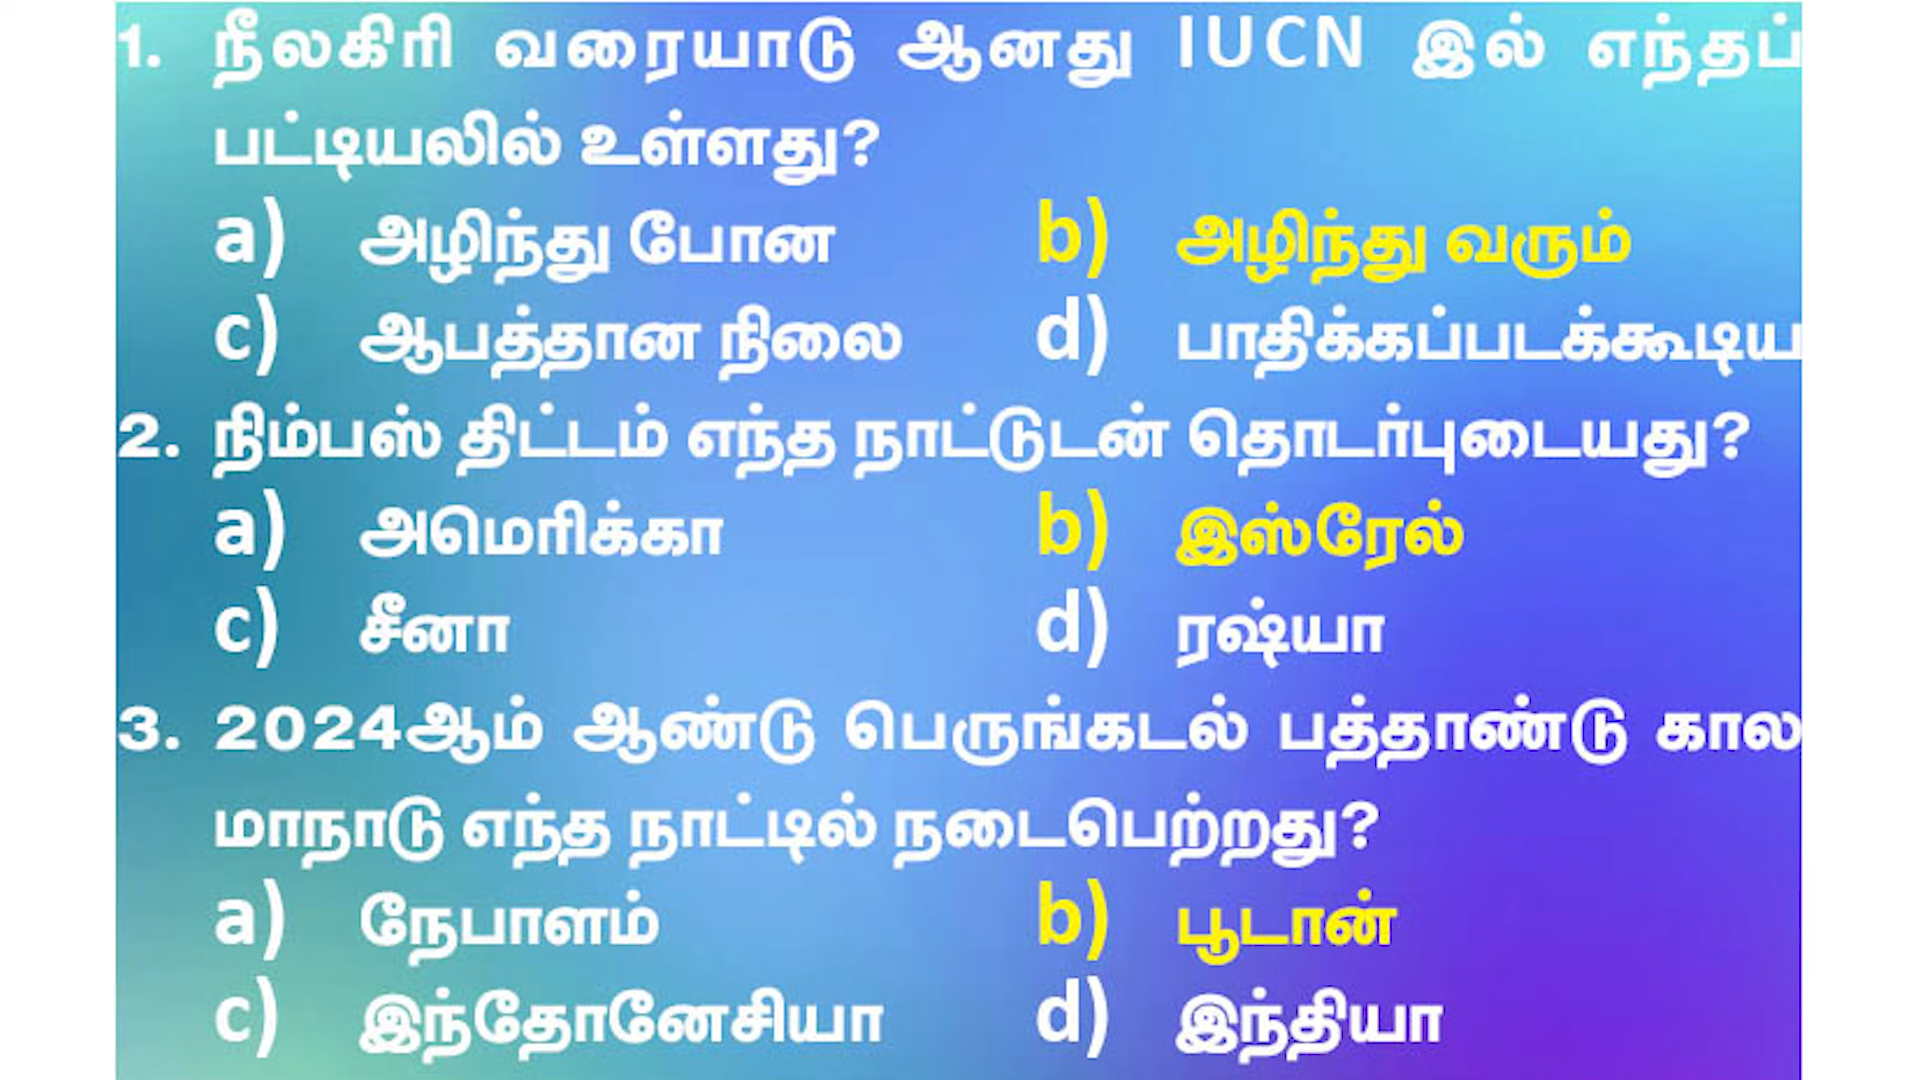 1. நீலகிரி வரையாடு ஆனது IUCN இல் எந்தப்
பட்டியலில் உள்ளது?
a) அழிந்து போன b) அழிந்து வரும்
c) ஆபத்தான நிலை d) பாதிக்கப்படக்கூடிய
2. நிம்பஸ் திட்டம் எந்த நாட்டுடன் தொடர்புடையது?
a) அமெரிக்கா b) இஸ்ரேல்
c) சீனா d) ரஷ்யா
3. 2024ஆம் ஆண்டு பெருங்கடல் பத்தாண்டு கால
மாநாடு எந்த நாட்டில் நடைபெற்றது?
a) நேபாளம் b) பூடான்
c) இந்தோனேசியா d) இந்தியா